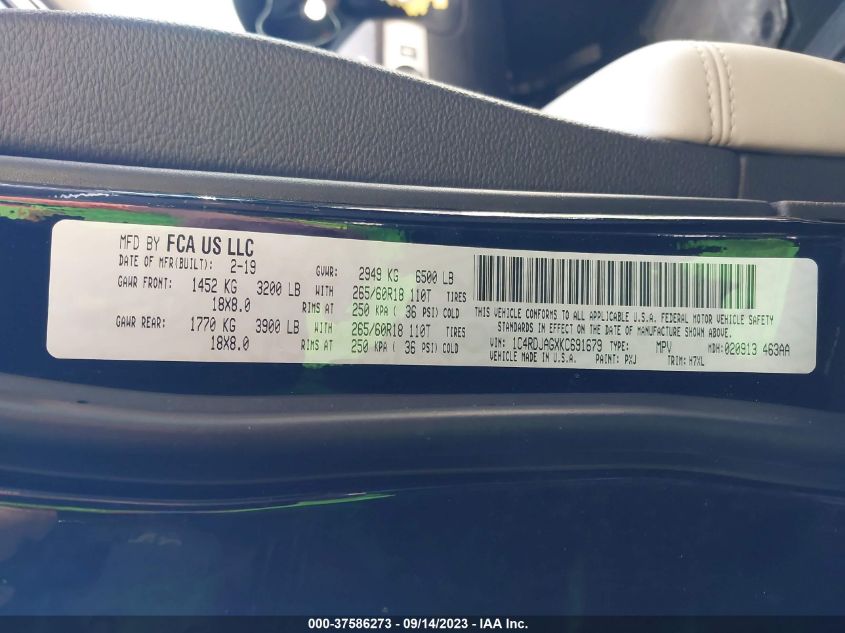 MFD BY FCA US LLC
DATE OF MFR(BUILT): 2-19 GVWR: 2949 KG 6500 LB
GAWR FRONT: 1452 KG 3200 LB WITH 265/60R18 110T TIRES
18X8.0 RIMS AT 250 KPA ( 36 PSI) COLD
GAWR REAR: 1770 KG 3900 LB WITH 265/60R18 110T TIRES
18X8.0 RIMS AT 250 KPA ( 36 PSI) COLD
THIS VEHICLE CONFORMS TO ALL APPLICABLE U.S.A. FEDERAL MOTOR VEHICLE SAFETY
STANDARDS IN EFFECT ON THE DATE OF MANUFACTURE SHOWN ABOVE.
VIN: 1C4RDJAGXKC691679 TYPE: MPV MDH: 020913 463AA
VEHICLE MADE IN U.S.A. PAINT: PXJ TRIM: H7XL
000-37586273 - 09/14/2023 - IAA Inc.